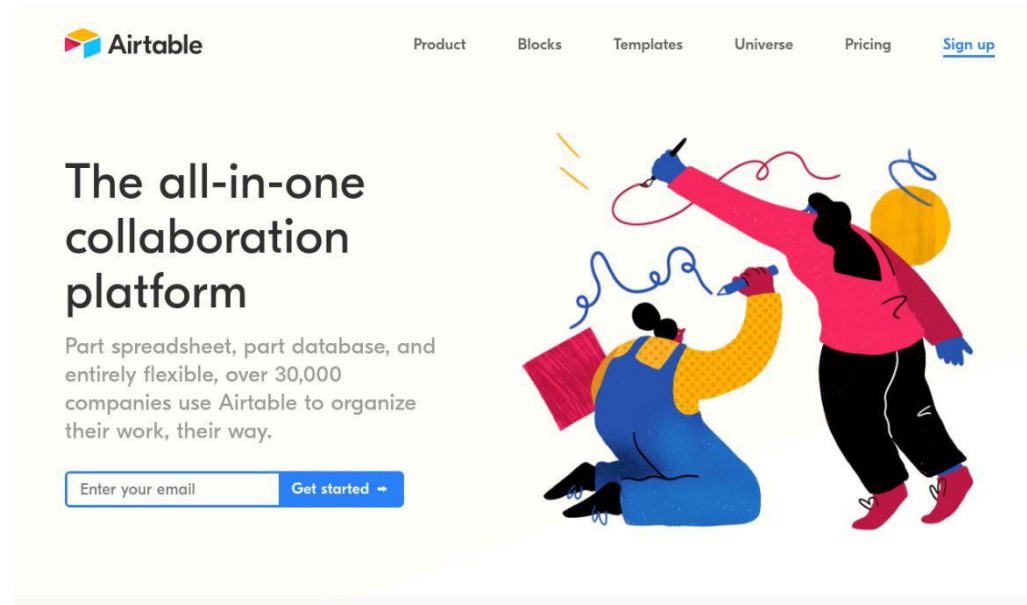 Airtable
Product
Blocks
Templates
Universe
Pricing
Sign up
The all-in-one
collaboration
platform
Part spreadsheet, part database, and
entirely flexible, over 30,000
companies use Airtable to organize
their work, their way.
Enter your email
Get started →